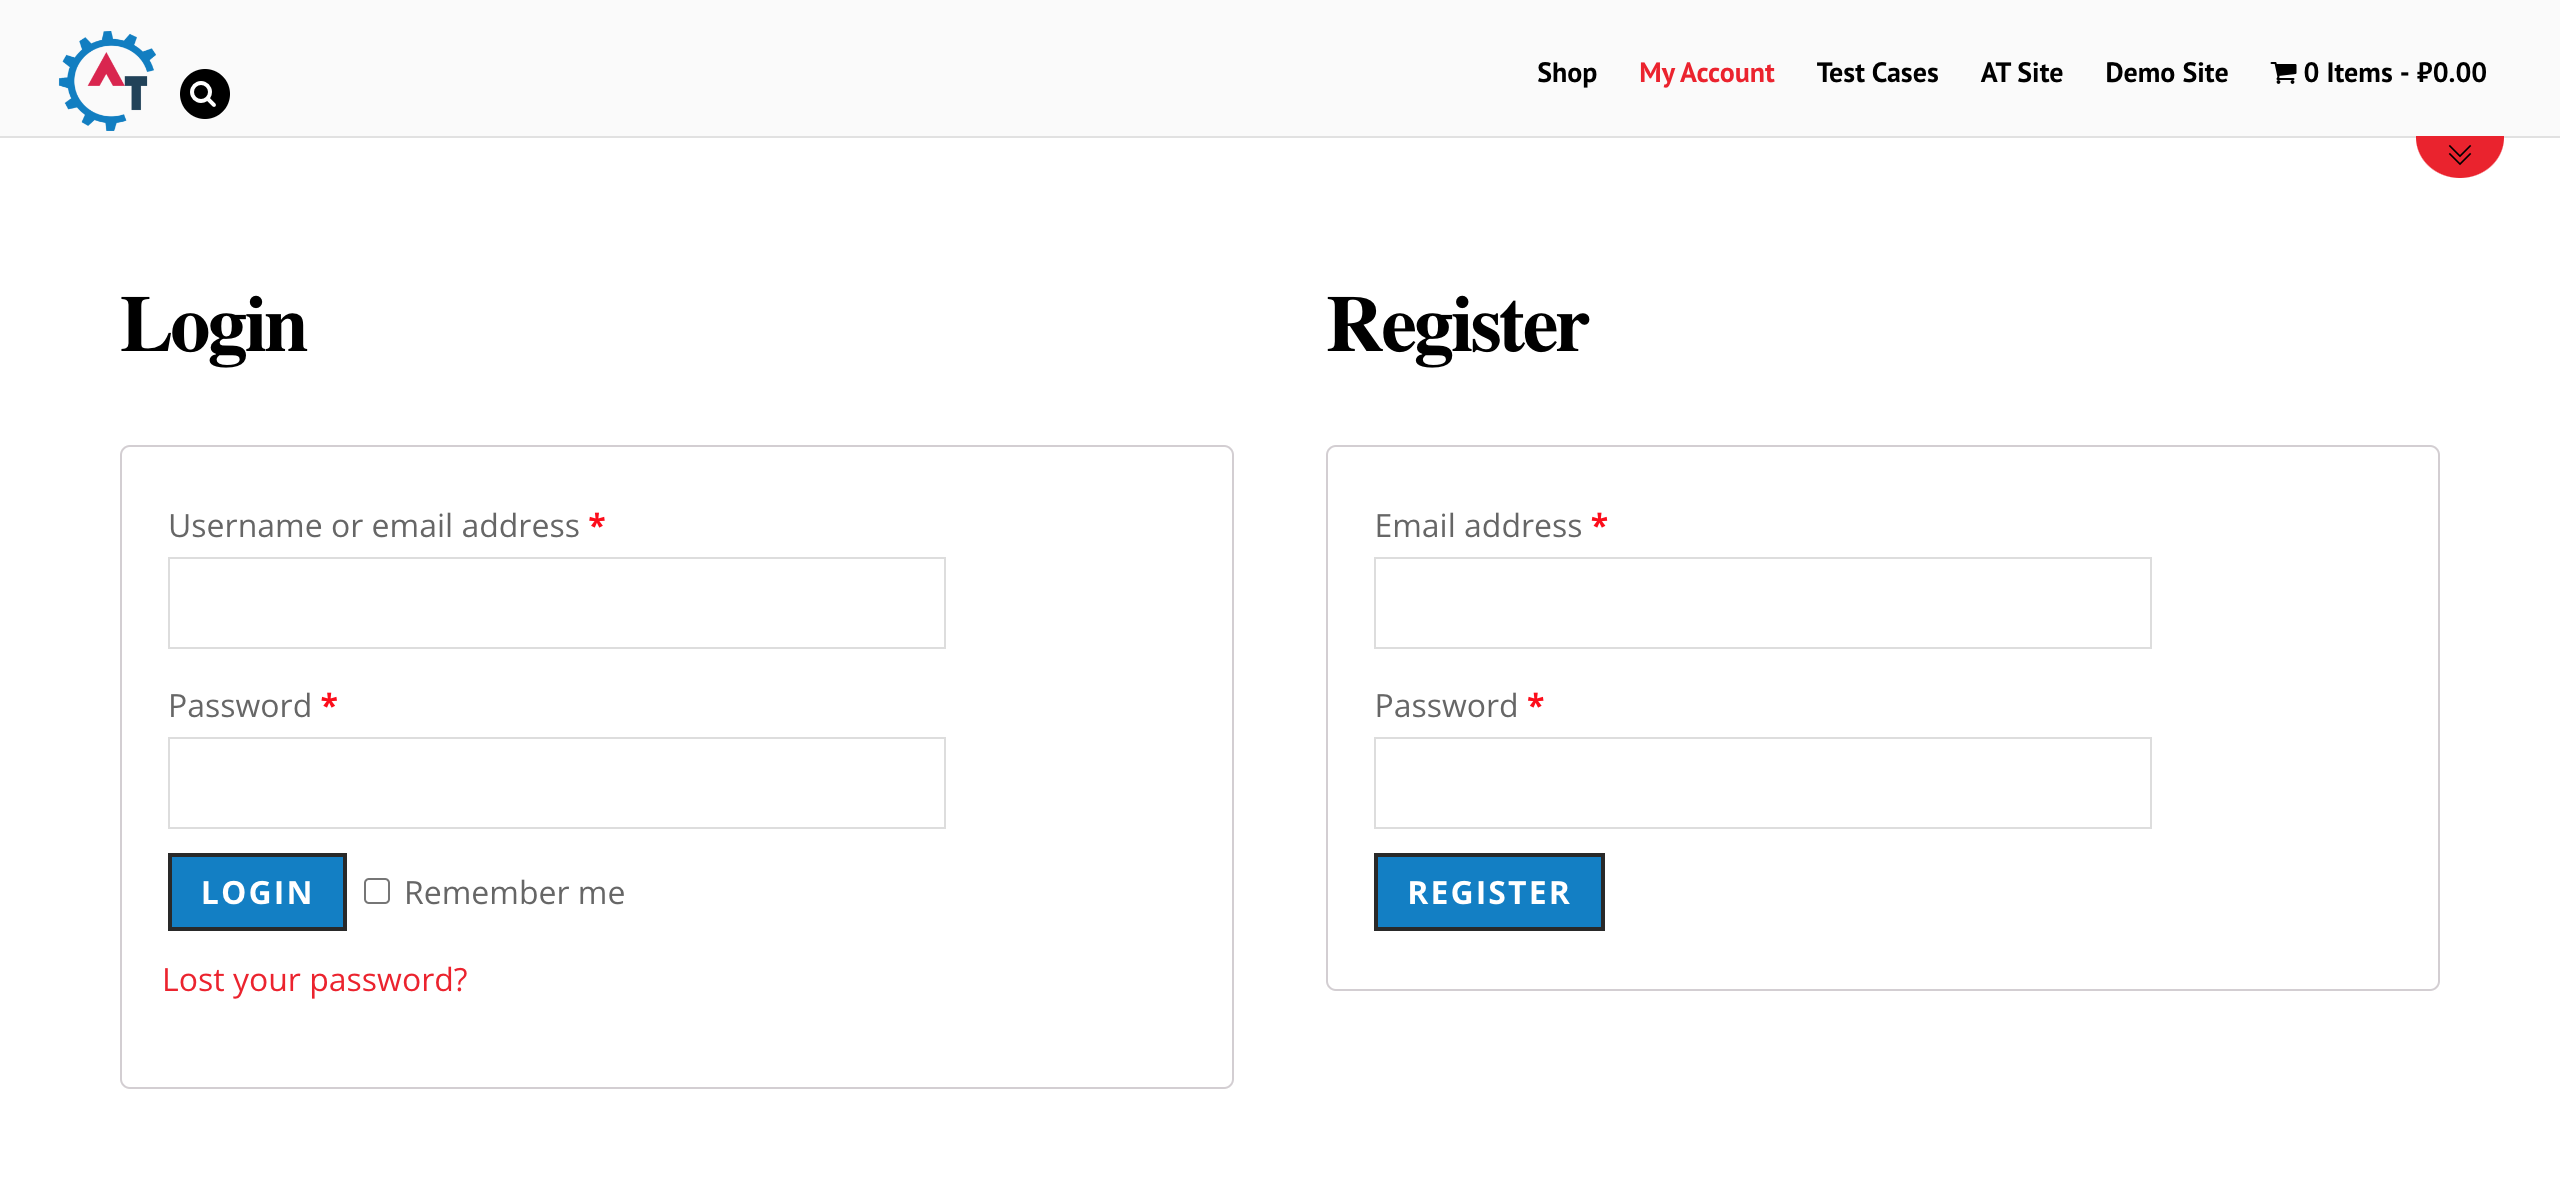 AT
Shop My Account Test Cases AT Site Demo Site 0 Items - ₽0.00
Login
Register
Username or email address *
Password *
LOGIN Remember me
Lost your password?
Email address *
Password *
REGISTER